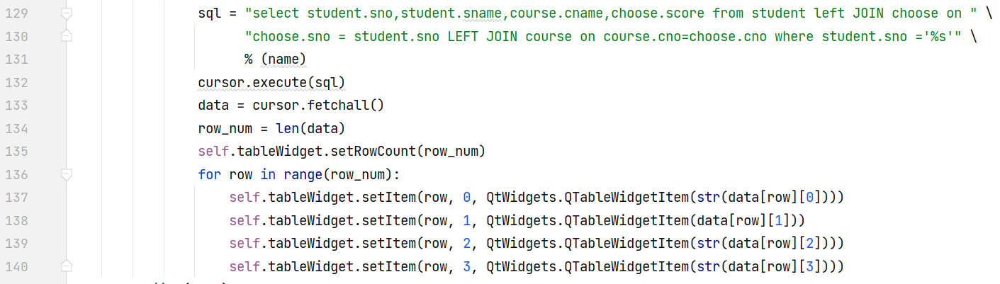 129 sql = "select student.sno,student.sname,course.cname,choose.score from student left JOIN choose on " \
130 "choose.sno = student.sno LEFT JOIN course on course.cno=choose.cno where student.sno ='%s'" \
131 % (name)
132 cursor.execute(sql)
133 data = cursor.fetchall()
134 row_num = len(data)
135 self.tableWidget.setRowCount(row_num)
136 for row in range(row_num):
137 self.tableWidget.setItem(row, 0, QtWidgets.QTableWidgetItem(str(data[row][0])))
138 self.tableWidget.setItem(row, 1, QtWidgets.QTableWidgetItem(data[row][1]))
139 self.tableWidget.setItem(row, 2, QtWidgets.QTableWidgetItem(str(data[row][2])))
140 self.tableWidget.setItem(row, 3, QtWidgets.QTableWidgetItem(str(data[row][3])))